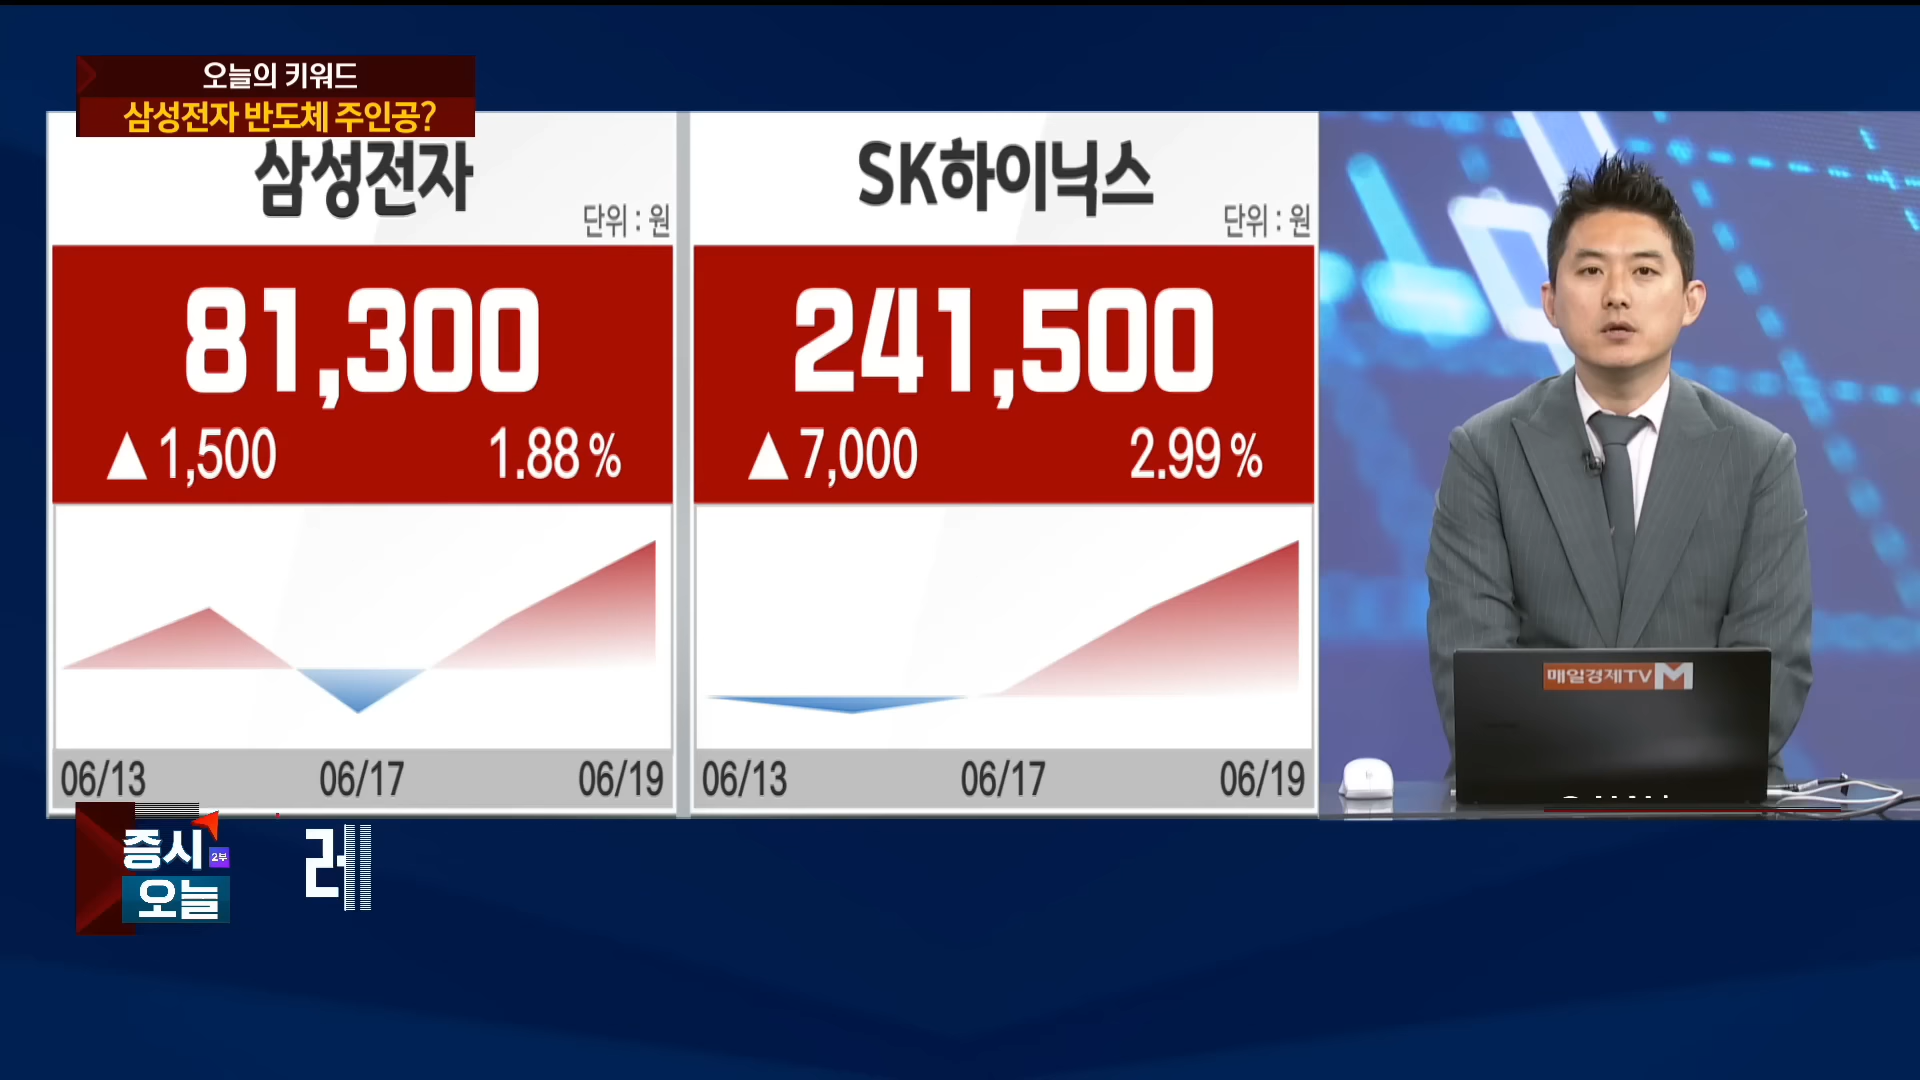 오늘의 키워드
삼성전자 반도체 주인공?
삼성전자
단위 : 원
81,300
▲1,500 1.88%
06/13 06/17 06/19
SK하이닉스
단위 : 원
241,500
▲7,000 2.99%
06/13 06/17 06/19
매일경제TV M
증시 2부
오늘
레